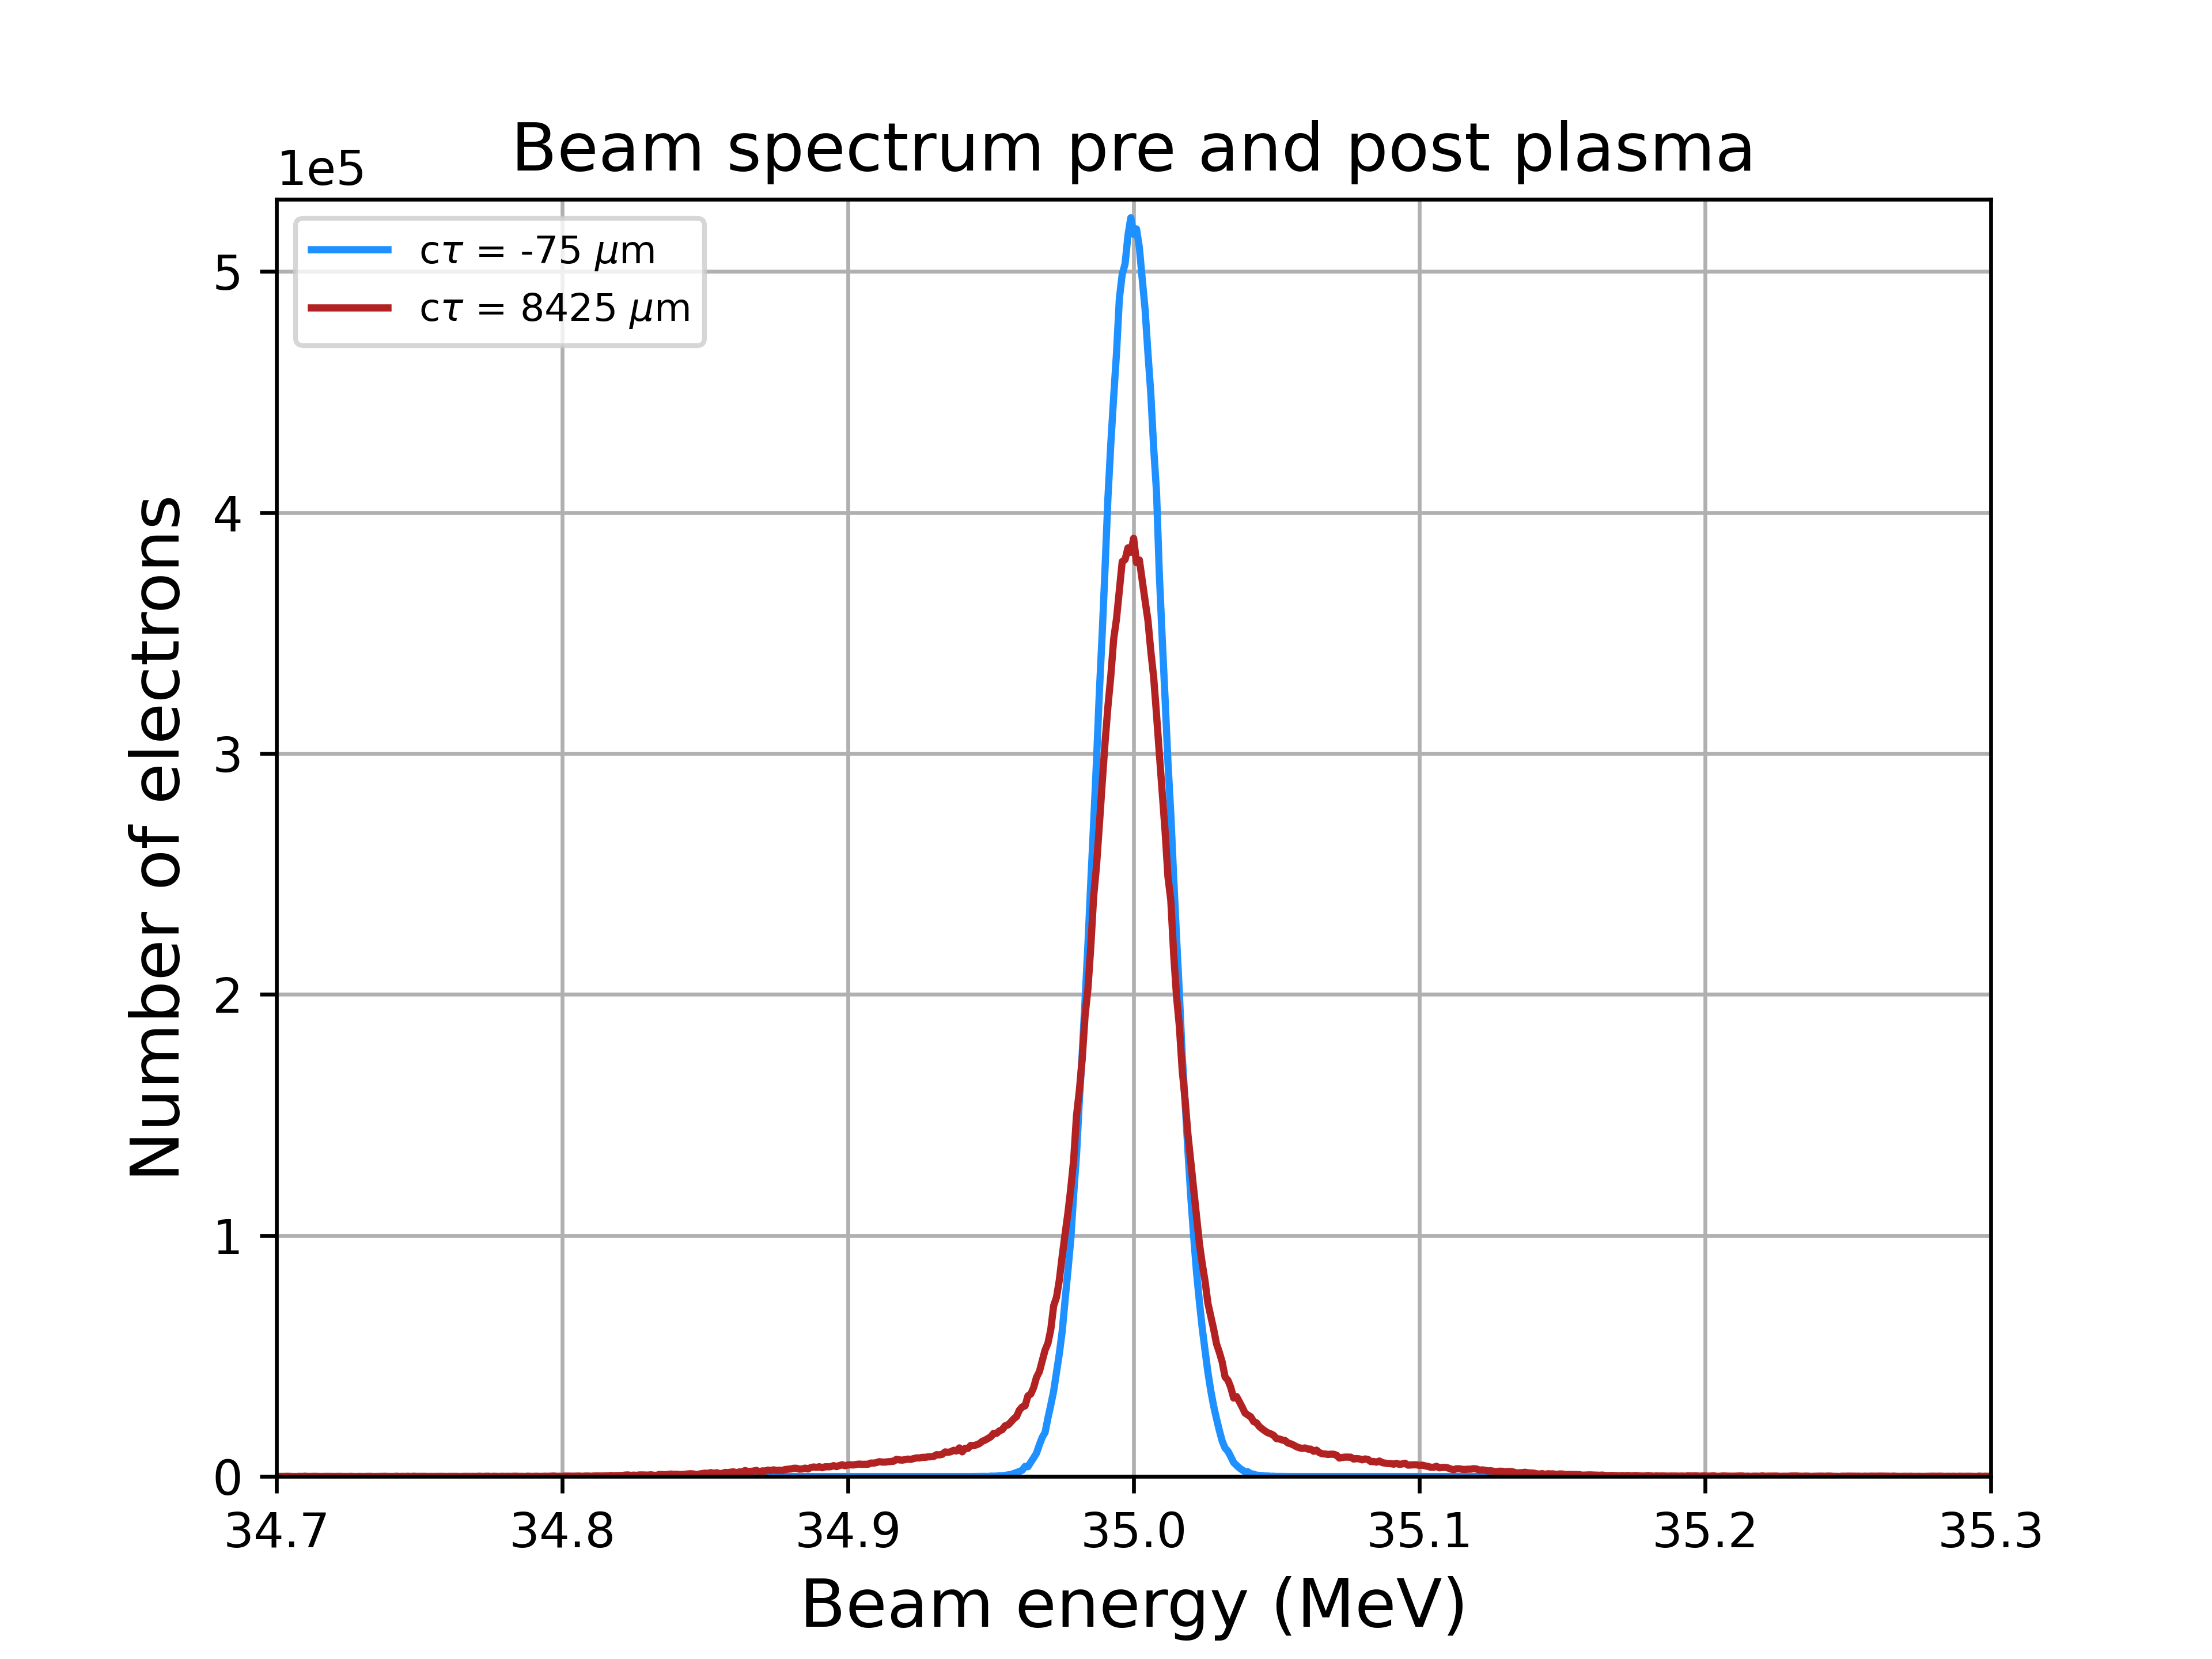 Beam spectrum pre and post plasma
1e5
cτ = -75 μm
cτ = 8425 μm
5
4
3
2
1
0
Number of electrons
34.7 34.8 34.9 35.0 35.1 35.2 35.3
Beam energy (MeV)